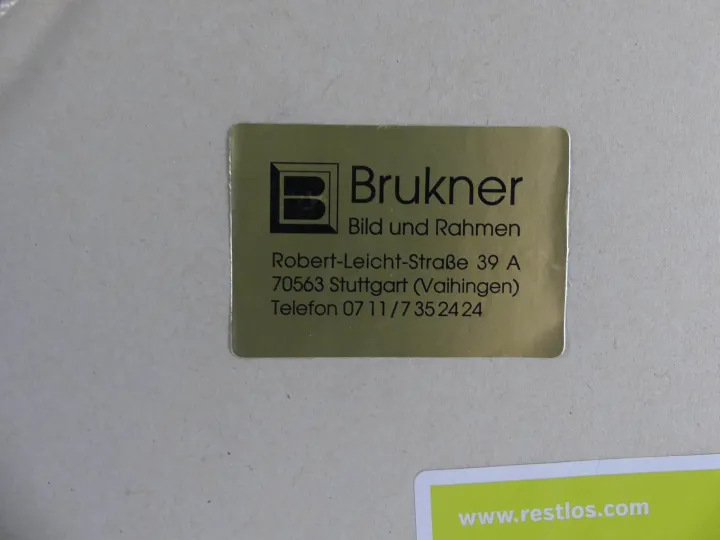 B Brukner
Bild und Rahmen
Robert-Leicht-Straße 39 A
70563 Stuttgart (Vaihingen)
Telefon 07 11/7 35 24 24
www.restlos.com